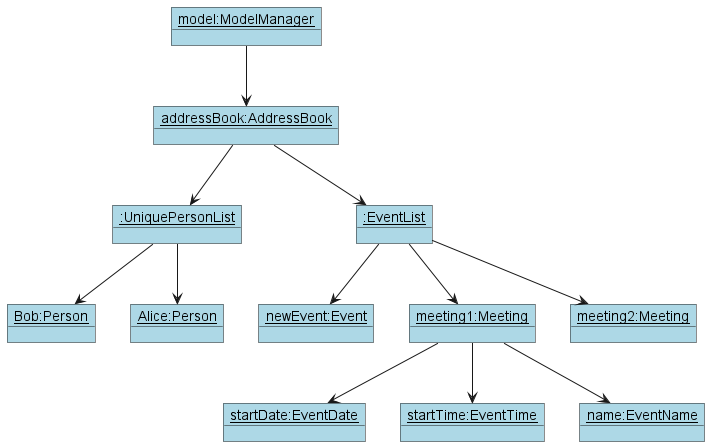 model:ModelManager
addressBook:AddressBook
:UniquePersonList
:EventList
Bob:Person
Alice:Person
newEvent:Event
meeting1:Meeting
meeting2:Meeting
startDate:EventDate
startTime:EventTime
name:EventName